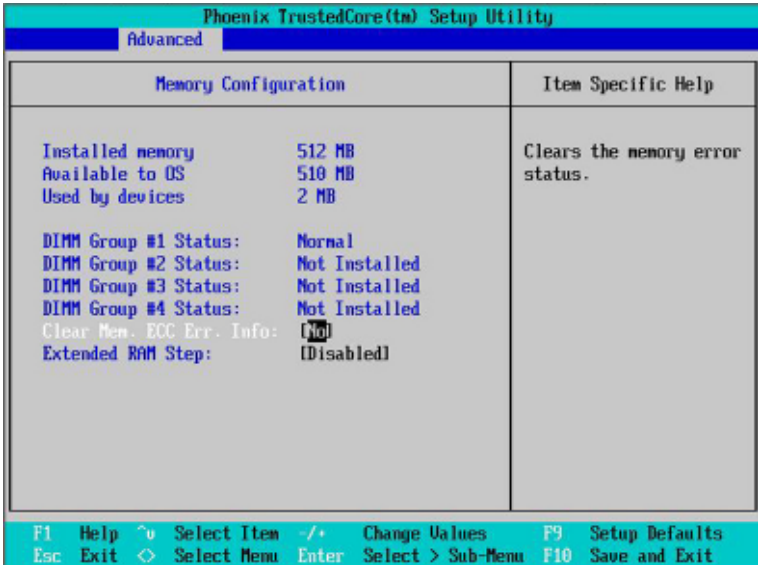 Phoenix TrustedCore(tm) Setup Utility
Advanced
Memory Configuration
Item Specific Help
Installed memory 512 MB
Available to OS 510 MB
Used by devices 2 MB
DIMM Group #1 Status: Normal
DIMM Group #2 Status: Not Installed
DIMM Group #3 Status: Not Installed
DIMM Group #4 Status: Not Installed
Clear Mem. ECC Err. Info: [No]
Extended RAM Step: [Disabled]
Clears the memory error
status.
F1 Help ^v Select Item -/+ Change Values F9 Setup Defaults
Esc Exit <> Select Menu Enter Select > Sub-Menu F10 Save and Exit